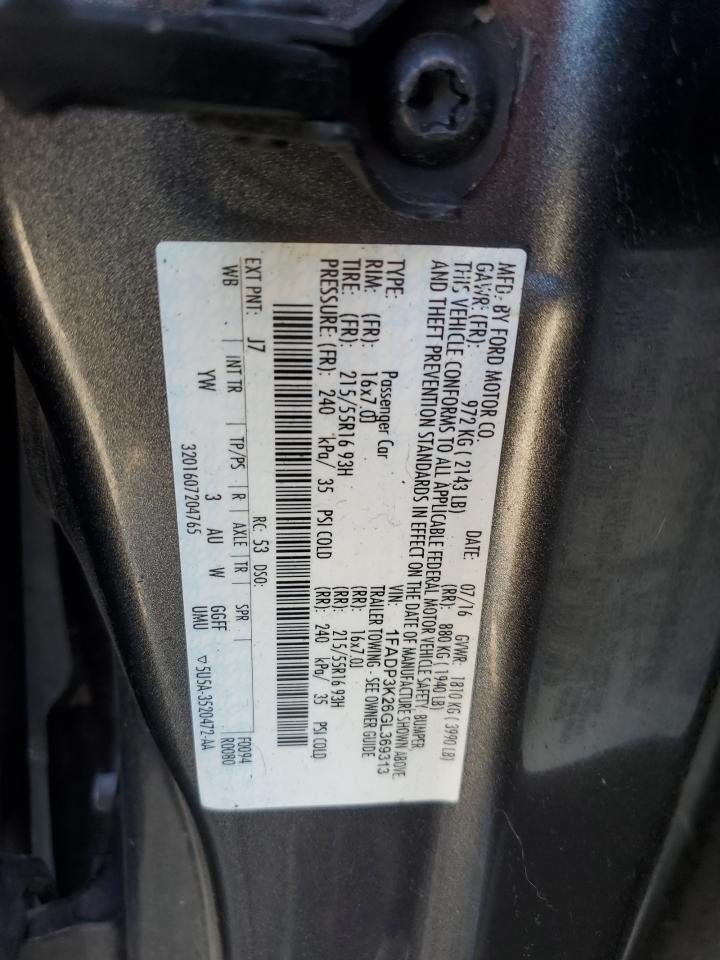 MFD. BY FORD MOTOR CO.
DATE: 07/16 GVWR: 1810 KG ( 3990 LB)
GAWR: (FR): 972 KG ( 2143 LB) (RR): 880 KG ( 1940 LB)
THIS VEHICLE CONFORMS TO ALL APPLICABLE FEDERAL MOTOR VEHICLE SAFETY, BUMPER,
AND THEFT PREVENTION STANDARDS IN EFFECT ON THE DATE OF MANUFACTURE SHOWN ABOVE
VIN: 1FADP3K26GL369313
TYPE: Passenger Car TRAILER TOWING - SEE OWNER GUIDE
RIM: (FR): 16x7.0J (RR): 16x7.0J
TIRE: (FR): 215/55R16 93H (RR): 215/55R16 93H
PRESSURE: (FR): 240 kPa/ 35 PSI COLD (RR): 240 kPa/ 35 PSI COLD
EXT PNT: J7 RC: 53 DSO: F0094
WB INT TR TP/PS R AXLE TR SPR R0080
YW 3 AU W GGFF
UMU ▽ 5U5A-3520472-AA
3201607204765